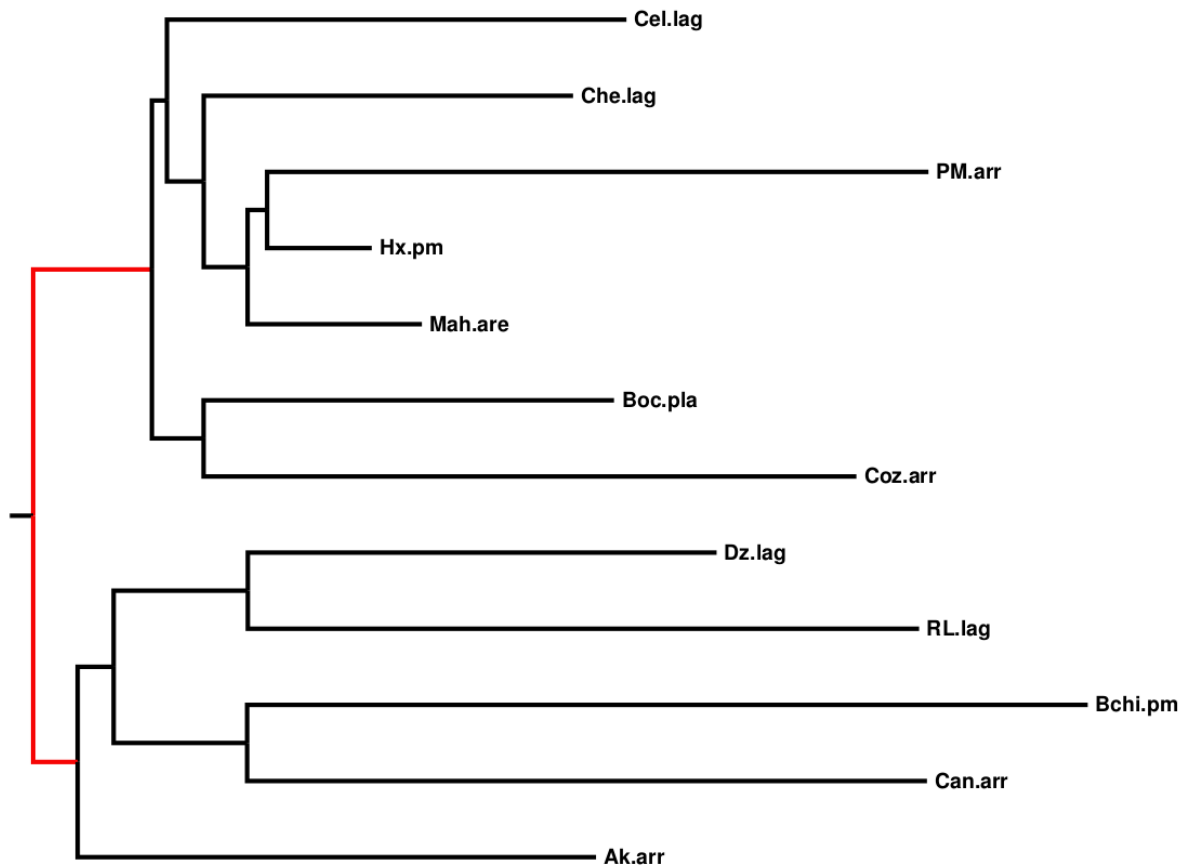 Cel.lag
Che.lag
PM.arr
Hx.pm
Mah.are
Boc.pla
Coz.arr
Dz.lag
RL.lag
Bchi.pm
Can.arr
Ak.arr